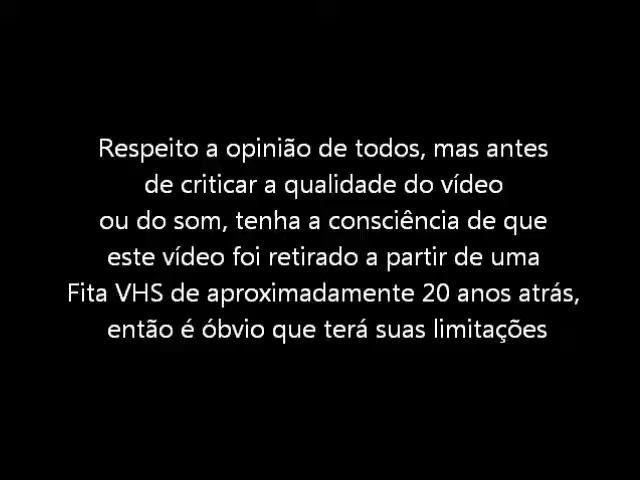 Respeito a opinião de todos, mas antes
de criticar a qualidade do vídeo
ou do som, tenha a consciência de que
este vídeo foi retirado a partir de uma
Fita VHS de aproximadamente 20 anos atrás,
então é óbvio que terá suas limitações